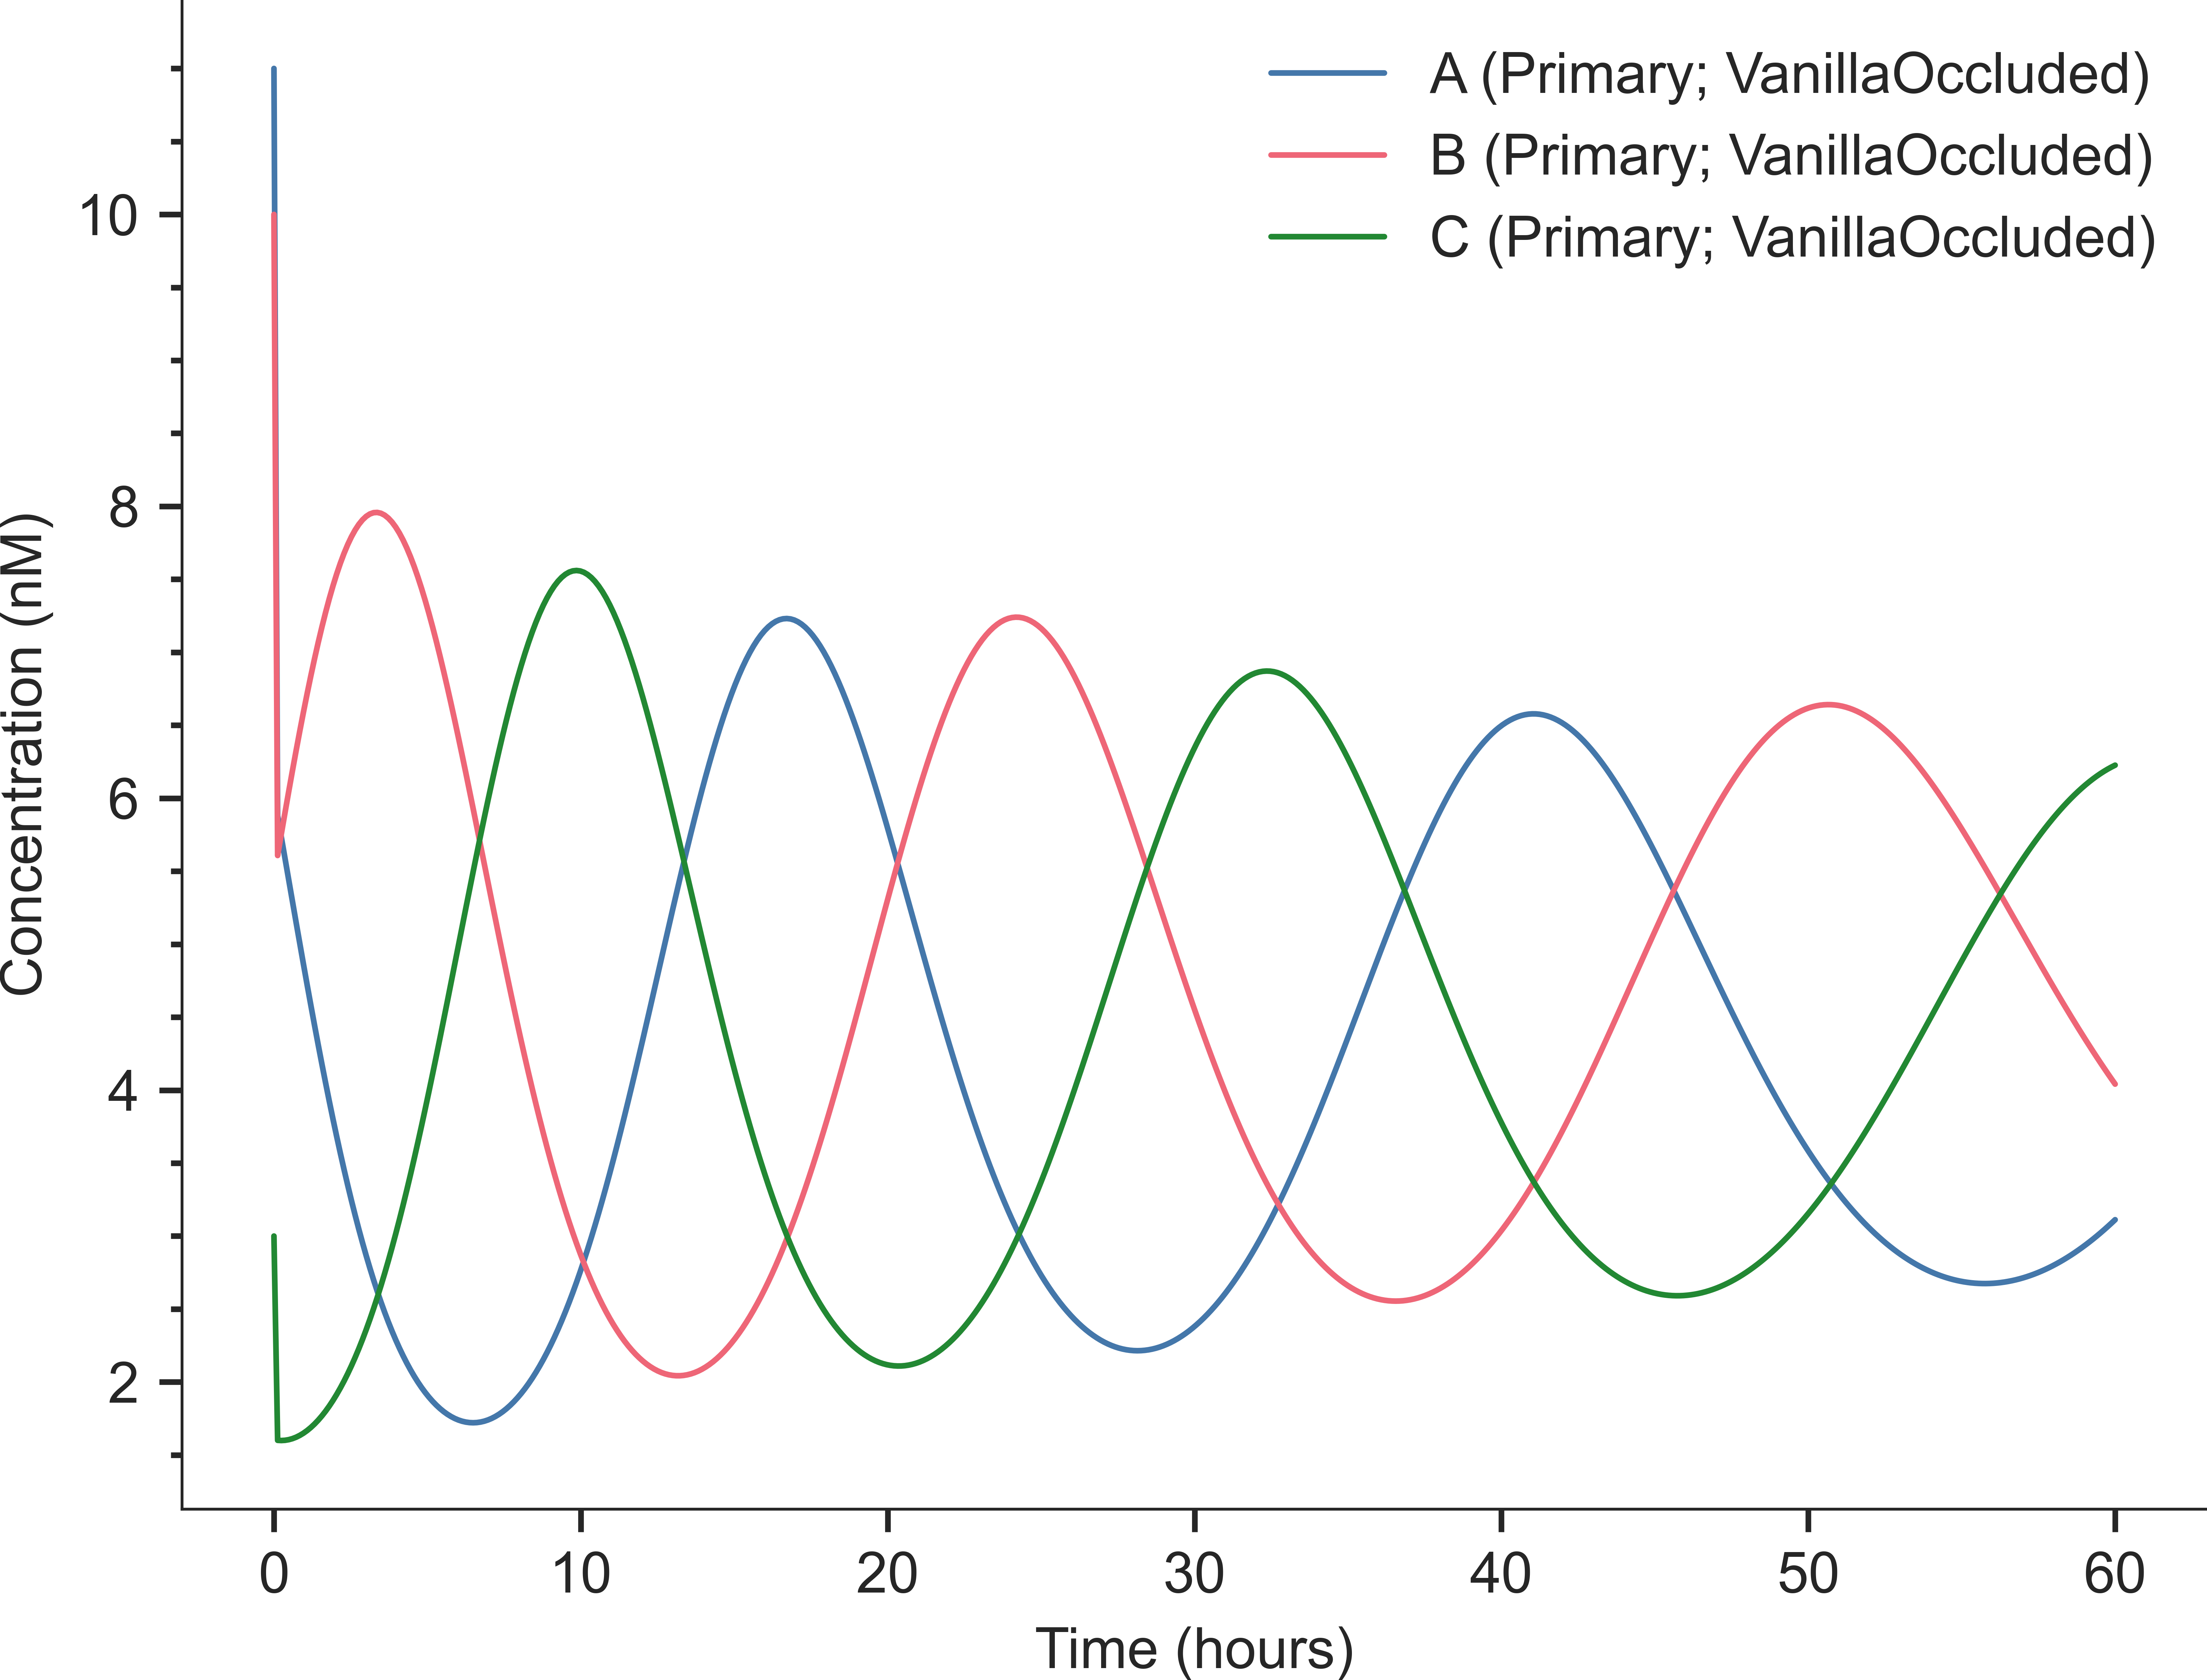 A (Primary; VanillaOccluded)
B (Primary; VanillaOccluded)
C (Primary; VanillaOccluded)
Concentration (nM)
10
8
6
4
2
0 10 20 30 40 50 60
Time (hours)